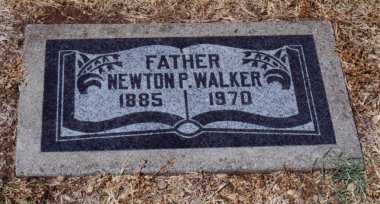 FATHER
NEWTON P. WALKER
1885 1970